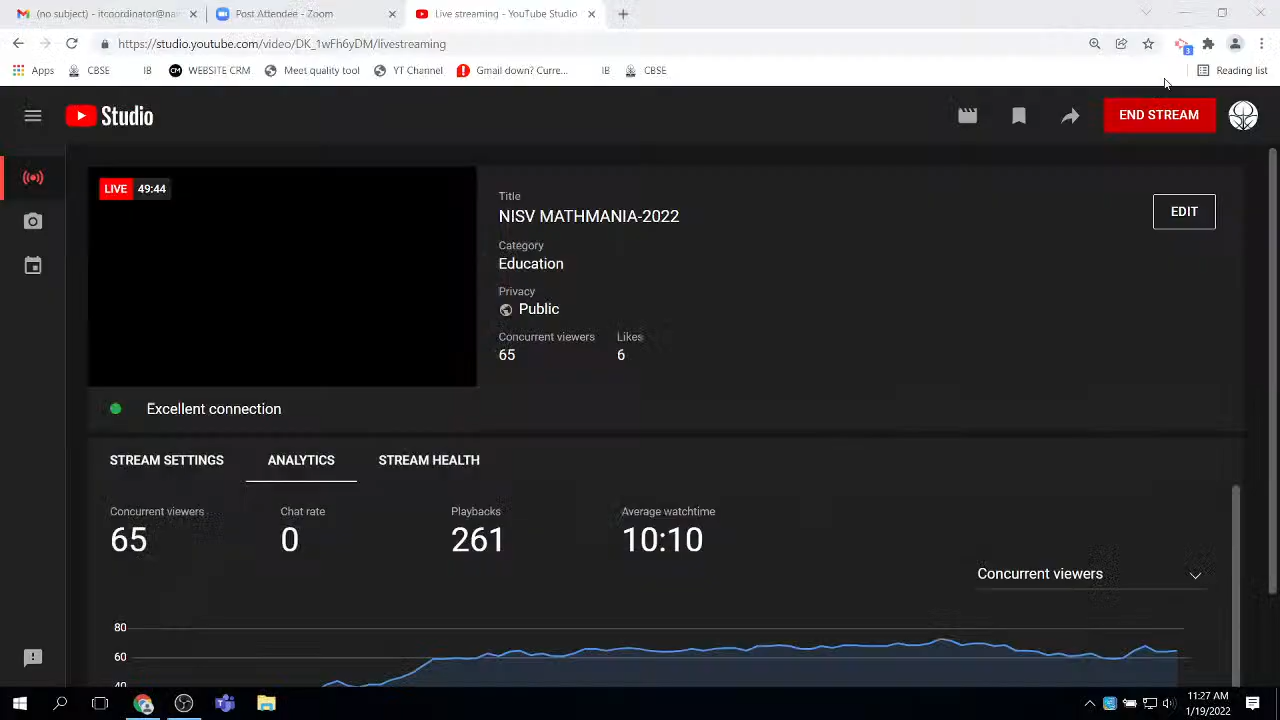 (no subject) - itcoordinator@nar
Post Attendee - Zoom
Live streaming - YouTube Studio
https://studio.youtube.com/video/DK_1wFh6yDM/livestreaming
3
Apps
CBSE
IB
CM WEBSITE CRM
Meet quality tool
YT Channel
Gmail down? Curre...
IB
CBSE
Reading list
Studio
END STREAM
LIVE 49:44
Title
NISV MATHMANIA-2022
EDIT
Category
Education
Privacy
Public
Concurrent viewers Likes
65 6
Excellent connection
STREAM SETTINGS ANALYTICS STREAM HEALTH
Concurrent viewers Chat rate Playbacks Average watchtime
65 0 261 10:10
Concurrent viewers
80
60
40
11:27 AM
1/19/2022